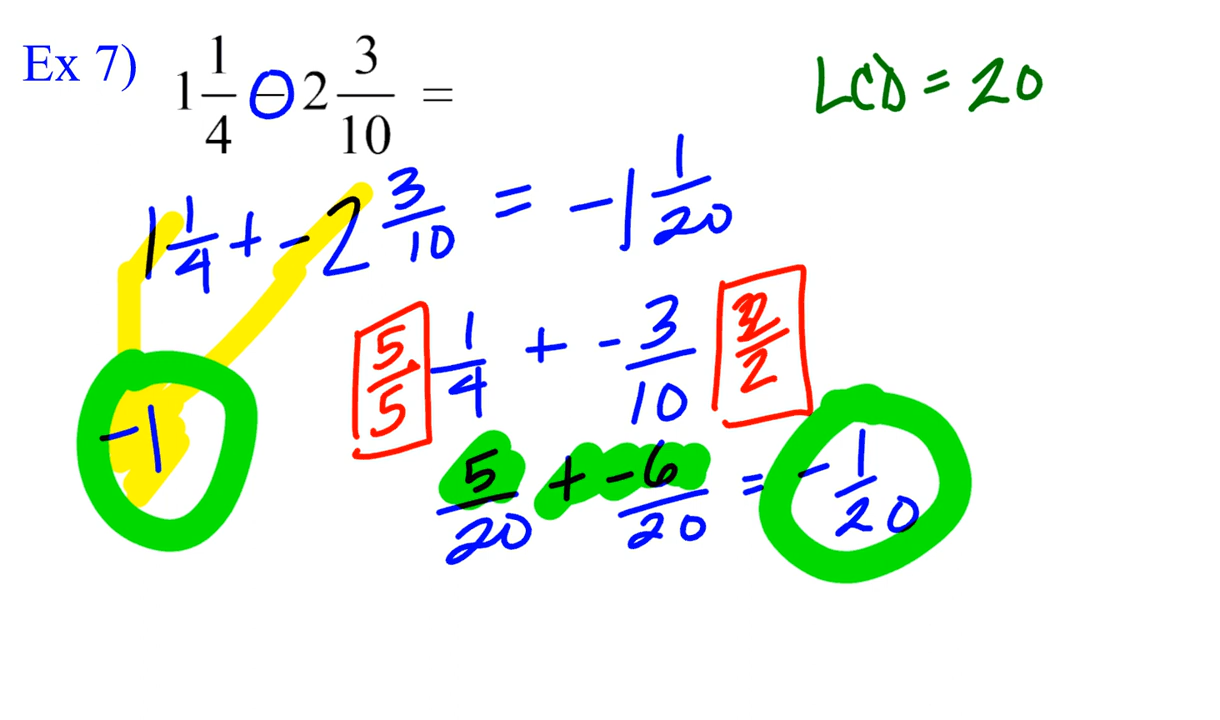 Ex 7) 1 1/4 − 2 3/10 =
LCD = 20
1 1/4 + -2 3/10 = -1 1/20
5/5 1/4 + -3/10 2/2
-1
5/20 + -6/20 = -1/20